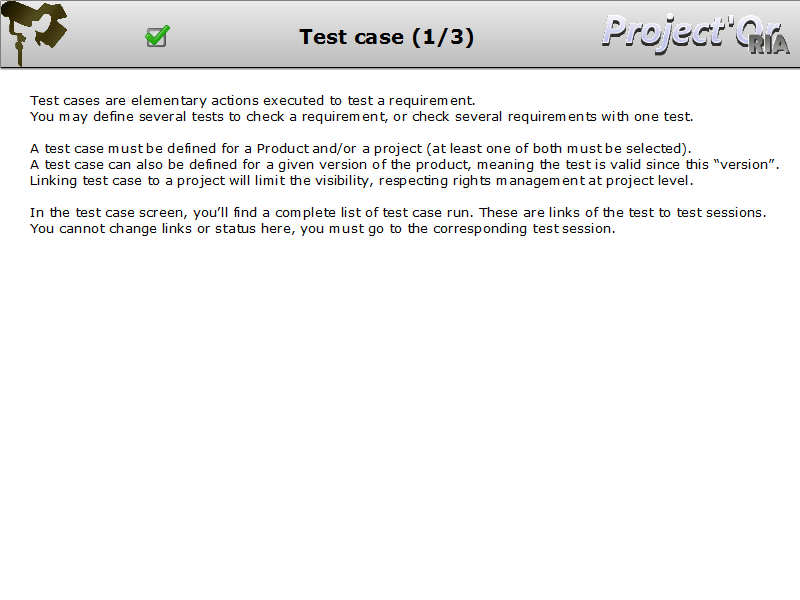 Test case (1/3)
Project'Or
RIA
Test cases are elementary actions executed to test a requirement.
You may define several tests to check a requirement, or check several requirements with one test.
A test case must be defined for a Product and/or a project (at least one of both must be selected).
A test case can also be defined for a given version of the product, meaning the test is valid since this “version”.
Linking test case to a project will limit the visibility, respecting rights management at project level.
In the test case screen, you’ll find a complete list of test case run. These are links of the test to test sessions.
You cannot change links or status here, you must go to the corresponding test session.